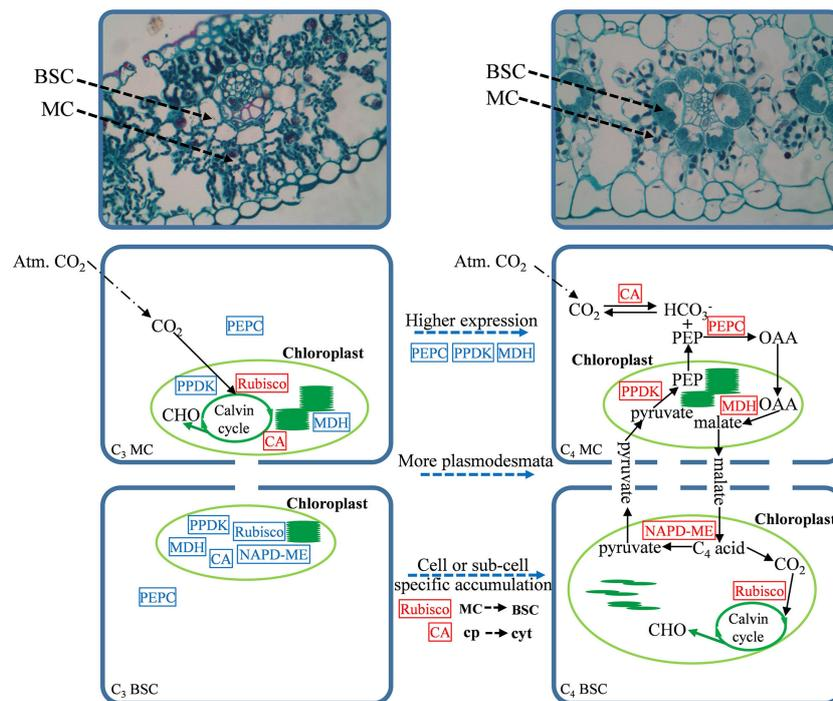 BSC
MC
BSC
MC
Atm. CO₂
CO₂
PEPC
Chloroplast
PPDK
Rubisco
CHO
Calvin
cycle
MDH
CA
C₃ MC
Higher expression
PEPC PPDK MDH
More plasmodesmata
Atm. CO₂
CO₂
CA
HCO₃⁻
+
PEP
PEPC
OAA
Chloroplast
PEP
PPDK
MDH
OAA
pyruvate
malate
C₄ MC
pyruvate
malate
Chloroplast
PPDK
Rubisco
MDH
CA
NAPD-ME
PEPC
C₃ BSC
Cell or sub-cell
specific accumulation
Rubisco MC BSC
CA cp cyt
Chloroplast
NAPD-ME
pyruvate
C₄ acid
CO₂
Rubisco
Calvin
cycle
CHO
C₄ BSC